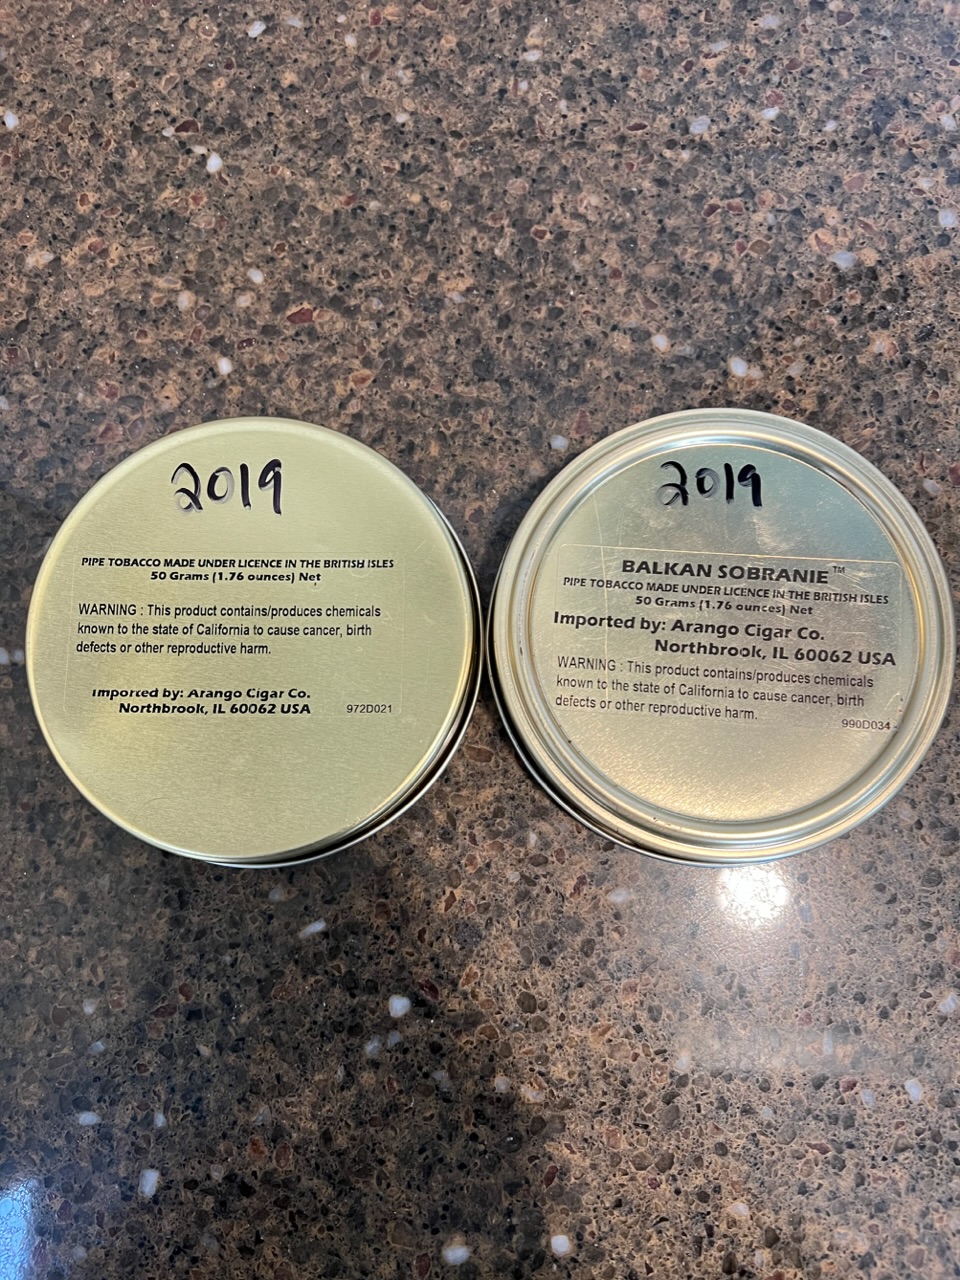 2019
PIPE TOBACCO MADE UNDER LICENCE IN THE BRITISH ISLES
50 Grams (1.76 ounces) Net
WARNING : This product contains/produces chemicals
known to the state of California to cause cancer, birth
defects or other reproductive harm.
Imported by: Arango Cigar Co.
Northbrook, IL 60062 USA 972D021
2019
BALKAN SOBRANIE™
PIPE TOBACCO MADE UNDER LICENCE IN THE BRITISH ISLES
50 Grams (1.76 ounces) Net
Imported by: Arango Cigar Co.
Northbrook, IL 60062 USA
WARNING : This product contains/produces chemicals
known to the state of California to cause cancer, birth
defects or other reproductive harm.
990D034